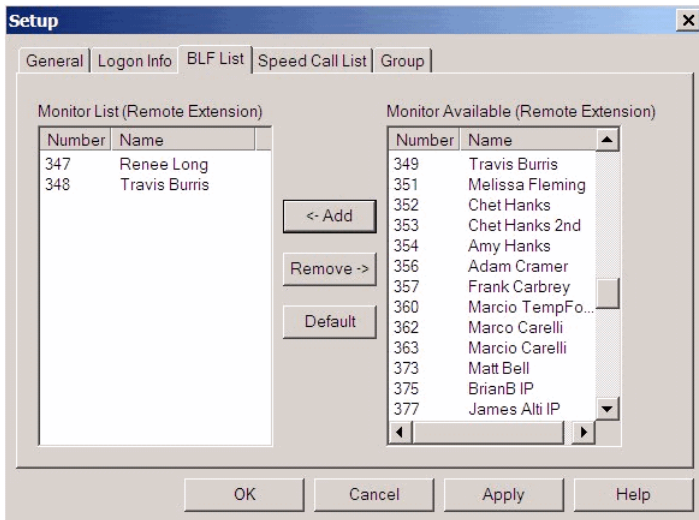 Setup
General Logon Info BLF List Speed Call List Group
Monitor List (Remote Extension)
Number Name
347 Renee Long
348 Travis Burris
<- Add
Remove ->
Default
Monitor Available (Remote Extension)
Number Name
349 Travis Burris
351 Melissa Fleming
352 Chet Hanks
353 Chet Hanks 2nd
354 Amy Hanks
356 Adam Cramer
357 Frank Carbrey
360 Marcio TempFo...
362 Marco Carelli
363 Marcio Carelli
373 Matt Bell
375 BrianB IP
377 James Alti IP
OK Cancel Apply Help